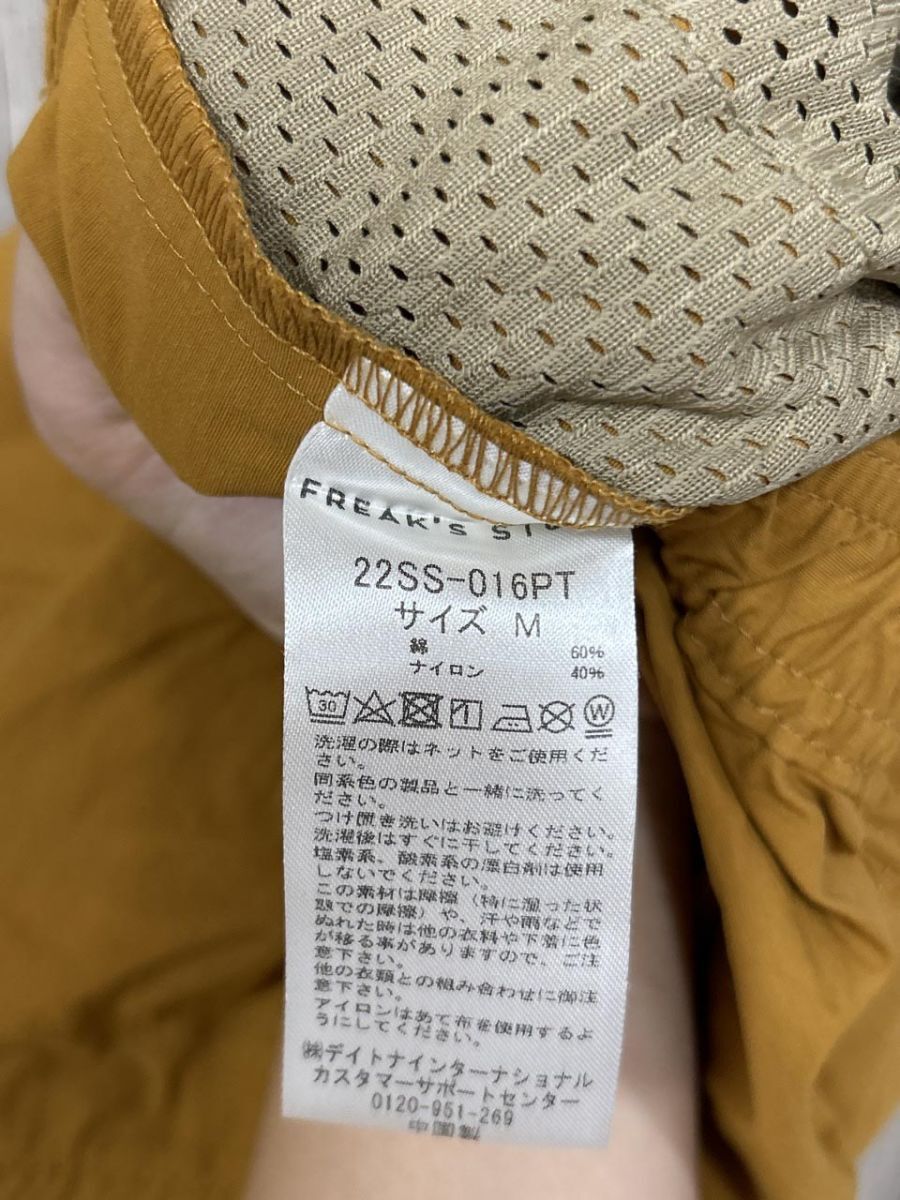 FREAK'S
22SS-016PT
サイズ M
綿 60%
ナイロン 40%
30
W
洗濯の際はネットをご使用くだ
さい。
同系色の製品と一緒に洗ってく
ださい。
つけ置き洗いはお避けください。
洗濯後はすぐに干してください。
塩素系、酸素系の漂白剤は使用
しないでください。
この素材は摩擦(特に湿った状
態での摩擦)や、汗や雨などで
ぬれた時は他の衣料や下着に色
が移る事がありますので、ご注
意下さい。
他の衣類との組み合わせに御注
意下さい。
アイロンはあて布を使用するよ
うにしてください。
㈱デイトナインターナショナル
カスタマーサポートセンター
0120-951-269